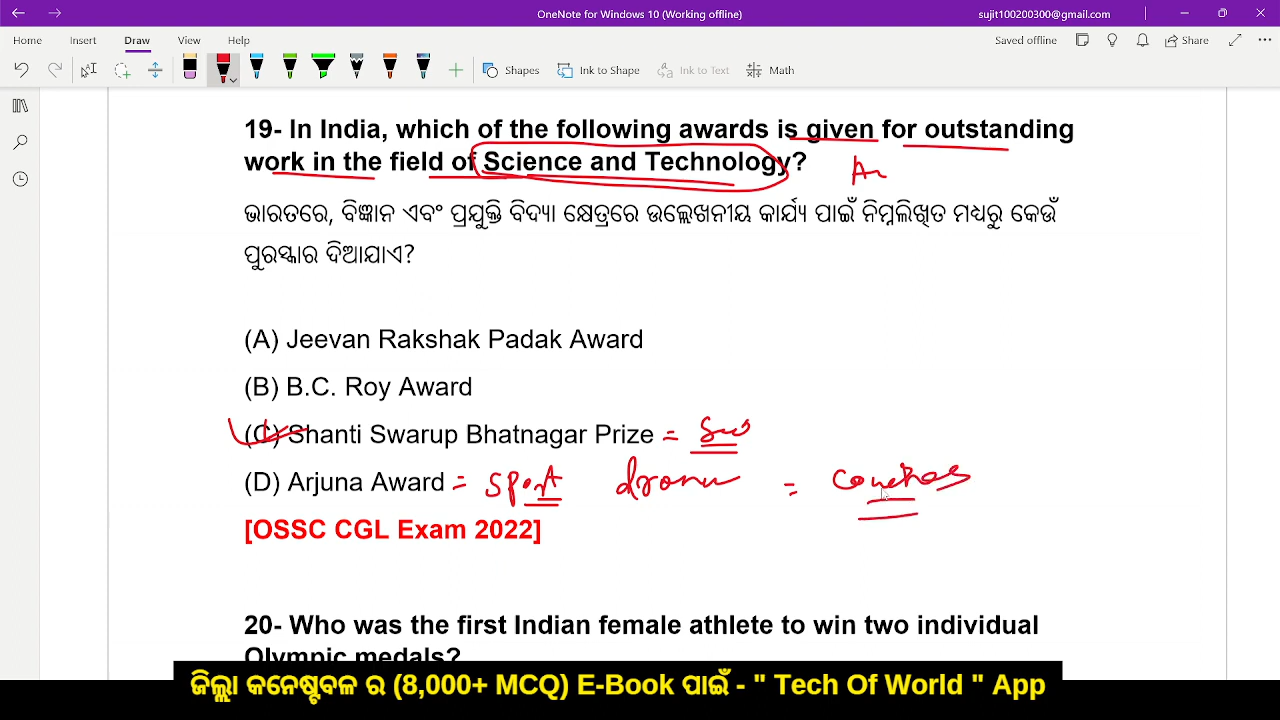 OneNote for Windows 10 (Working offline)
sujit100200300@gmail.com
Home Insert Draw View Help
Saved offline
Share
Shapes Ink to Shape Ink to Text Math
19- In India, which of the following awards is given for outstanding
work in the field of Science and Technology?
ଭାରତରେ, ବିଜ୍ଞାନ ଏବଂ ପ୍ରଯୁକ୍ତି ବିଦ୍ୟା କ୍ଷେତ୍ରରେ ଉଲ୍ଲେଖନୀୟ କାର୍ଯ୍ୟ ପାଇଁ ନିମ୍ନଲିଖିତ ମଧ୍ୟରୁ କେଉଁ
ପୁରସ୍କାର ଦିଆଯାଏ?
(A) Jeevan Rakshak Padak Award
(B) B.C. Roy Award
(C) Shanti Swarup Bhatnagar Prize =
(D) Arjuna Award = sport = coaches
[OSSC CGL Exam 2022]
20- Who was the first Indian female athlete to win two individual
Olympic medals?
ଜିଲ୍ଲା କନେଷ୍ଟବଳ ର (8,000+ MCQ) E-Book ପାଇଁ - " Tech Of World " App